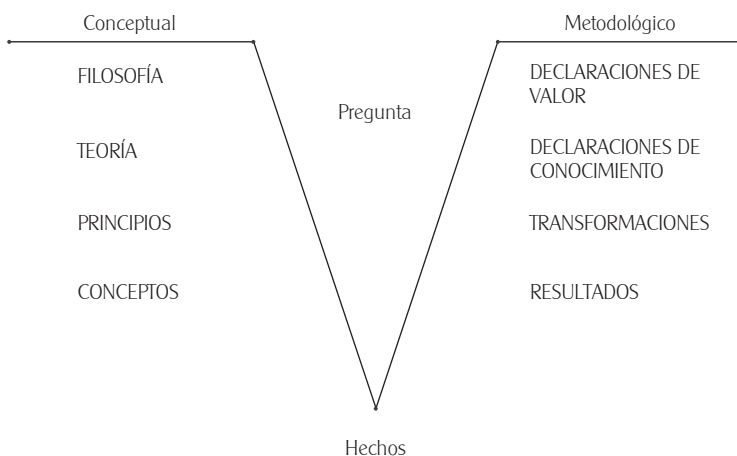 Conceptual
Metodológico
FILOSOFÍA
DECLARACIONES DE
VALOR
Pregunta
TEORÍA
DECLARACIONES DE
CONOCIMIENTO
PRINCIPIOS
TRANSFORMACIONES
CONCEPTOS
RESULTADOS
Hechos